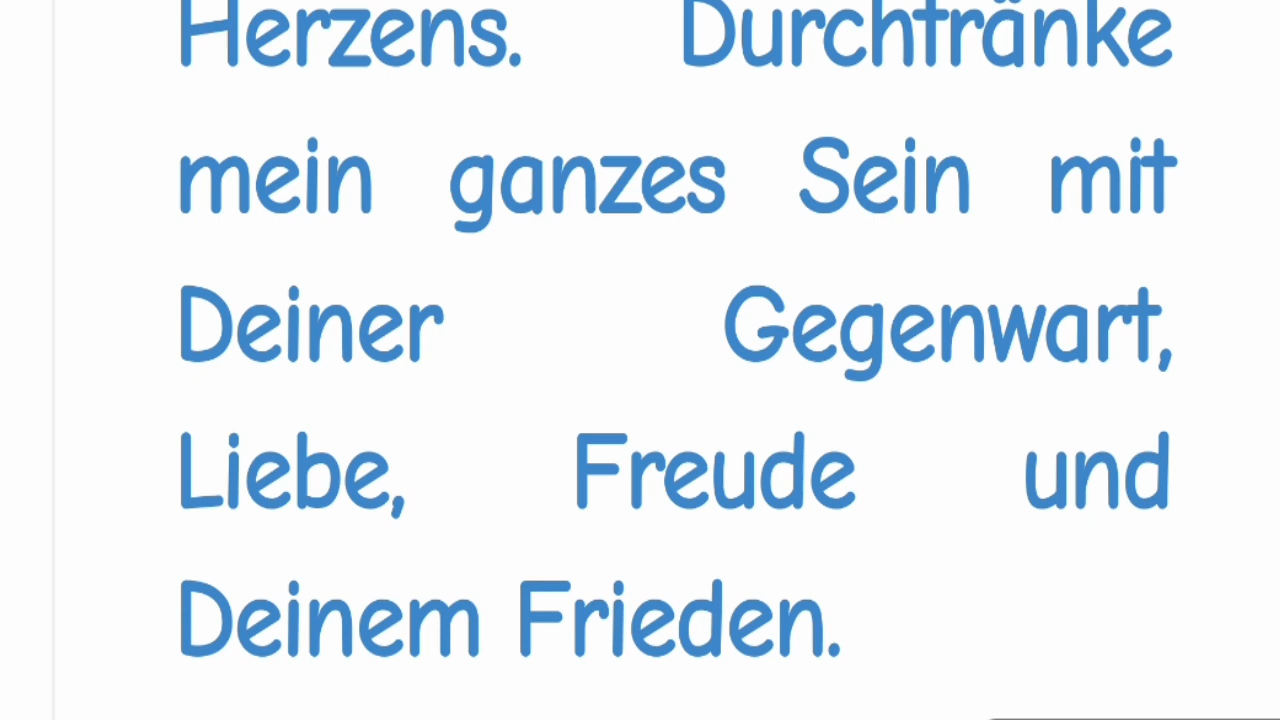 Herzens. Durchtränke
mein ganzes Sein mit
Deiner Gegenwart,
Liebe, Freude und
Deinem Frieden.